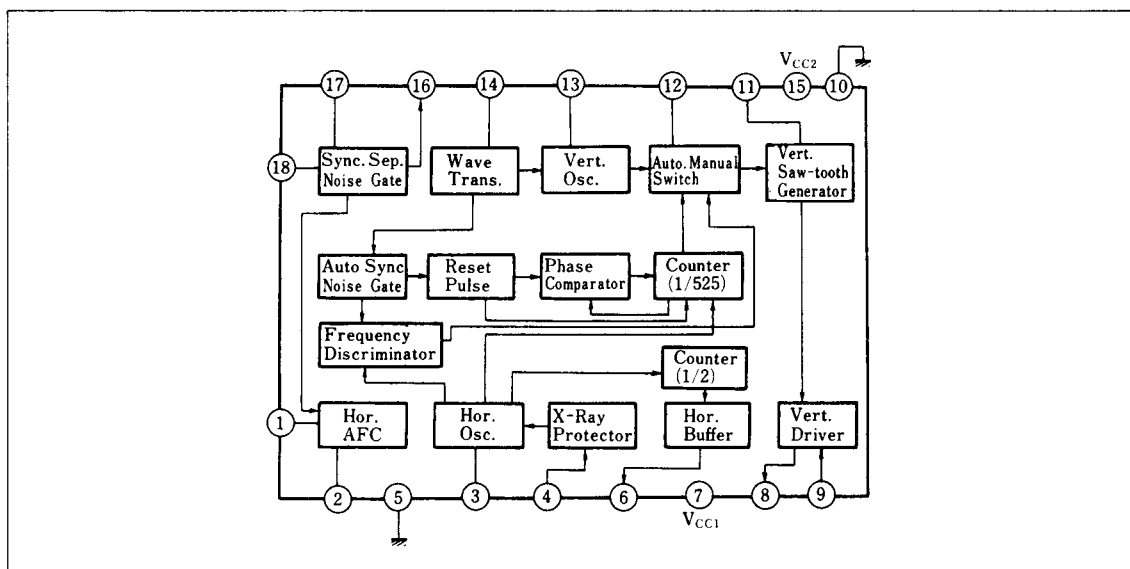 V_CC2
17
16
14
13
12
11
15
10
18
Sync. Sep.
Noise Gate
Wave
Trans.
Vert.
Osc.
Auto. Manual
Switch
Vert.
Saw-tooth
Generator
Auto Sync
Noise Gate
Reset
Pulse
Phase
Comparator
Counter
(1/525)
Frequency
Discriminator
Counter
(1/2)
1
Hor.
AFC
Hor.
Osc.
X-Ray
Protector
Hor.
Buffer
Vert.
Driver
2
5
3
4
6
7
8
9
V_CC1